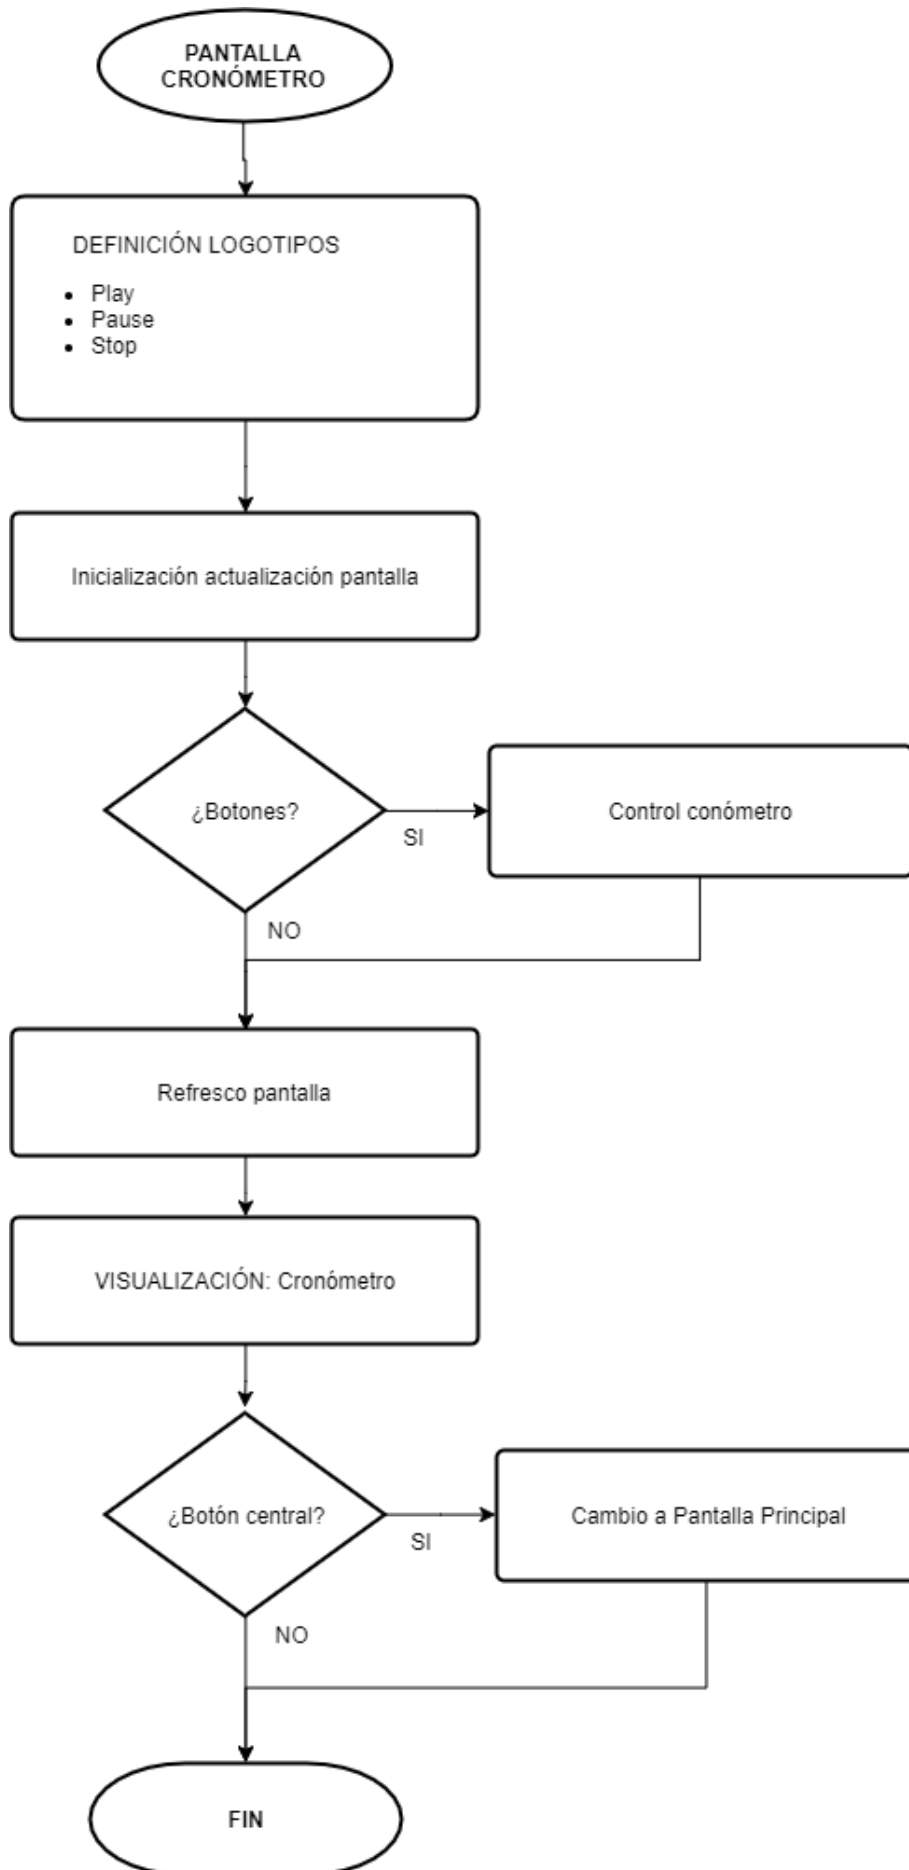 PANTALLA
CRONÓMETRO
DEFINICIÓN LOGOTIPOS
• Play
• Pause
• Stop
Inicialización actualización pantalla
¿Botones?
SI
Control conómetro
NO
Refresco pantalla
VISUALIZACIÓN: Cronómetro
¿Botón central?
SI
Cambio a Pantalla Principal
NO
FIN